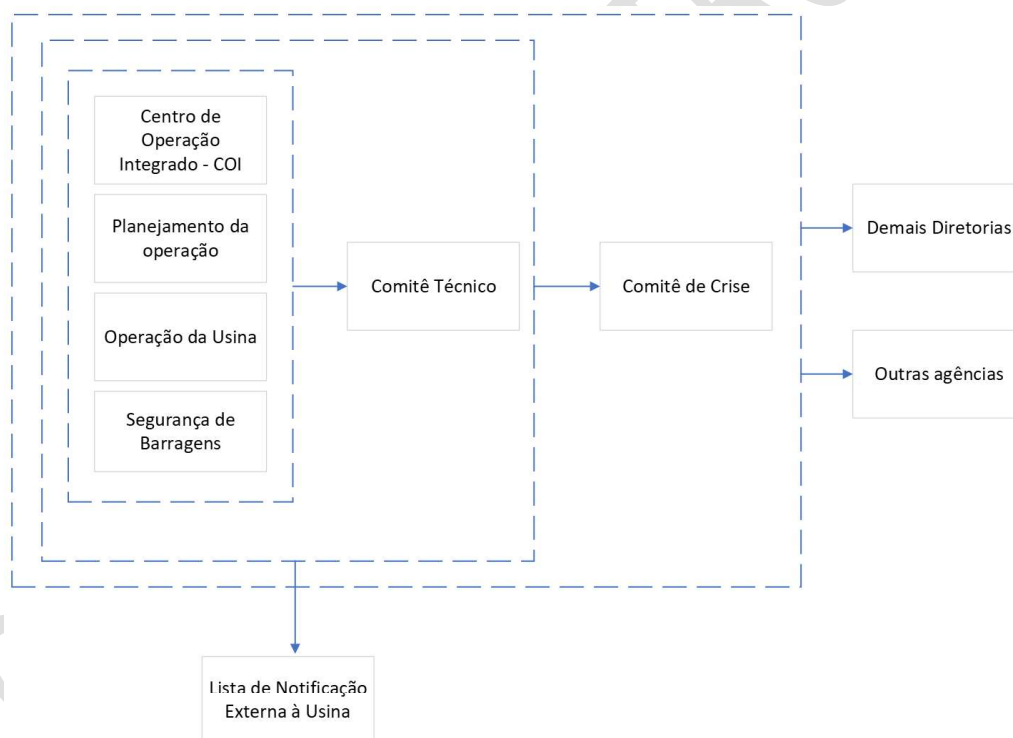 Centro de
Operação
Integrado - COI
Planejamento da
operação
Operação da Usina
Segurança de
Barragens
Comitê Técnico
Comitê de Crise
Demais Diretorias
Outras agências
Lista de Notificação
Externa à Usina